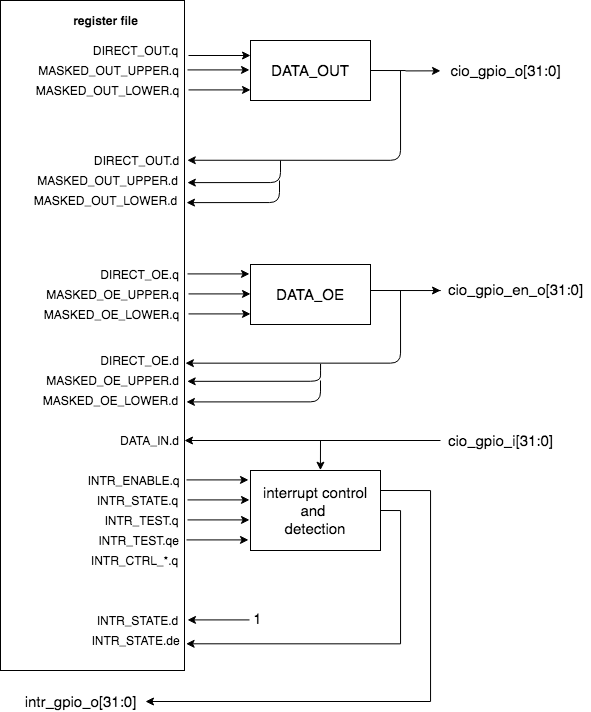 register file
DIRECT_OUT.q
MASKED_OUT_UPPER.q
MASKED_OUT_LOWER.q
DATA_OUT
cio_gpio_o[31:0]
DIRECT_OUT.d
MASKED_OUT_UPPER.d
MASKED_OUT_LOWER.d
DIRECT_OE.q
MASKED_OE_UPPER.q
MASKED_OE_LOWER.q
DATA_OE
cio_gpio_en_o[31:0]
DIRECT_OE.d
MASKED_OE_UPPER.d
MASKED_OE_LOWER.d
DATA_IN.d
cio_gpio_i[31:0]
INTR_ENABLE.q
INTR_STATE.q
INTR_TEST.q
INTR_TEST.qe
INTR_CTRL_*.q
interrupt control
and
detection
INTR_STATE.d
1
INTR_STATE.de
intr_gpio_o[31:0]